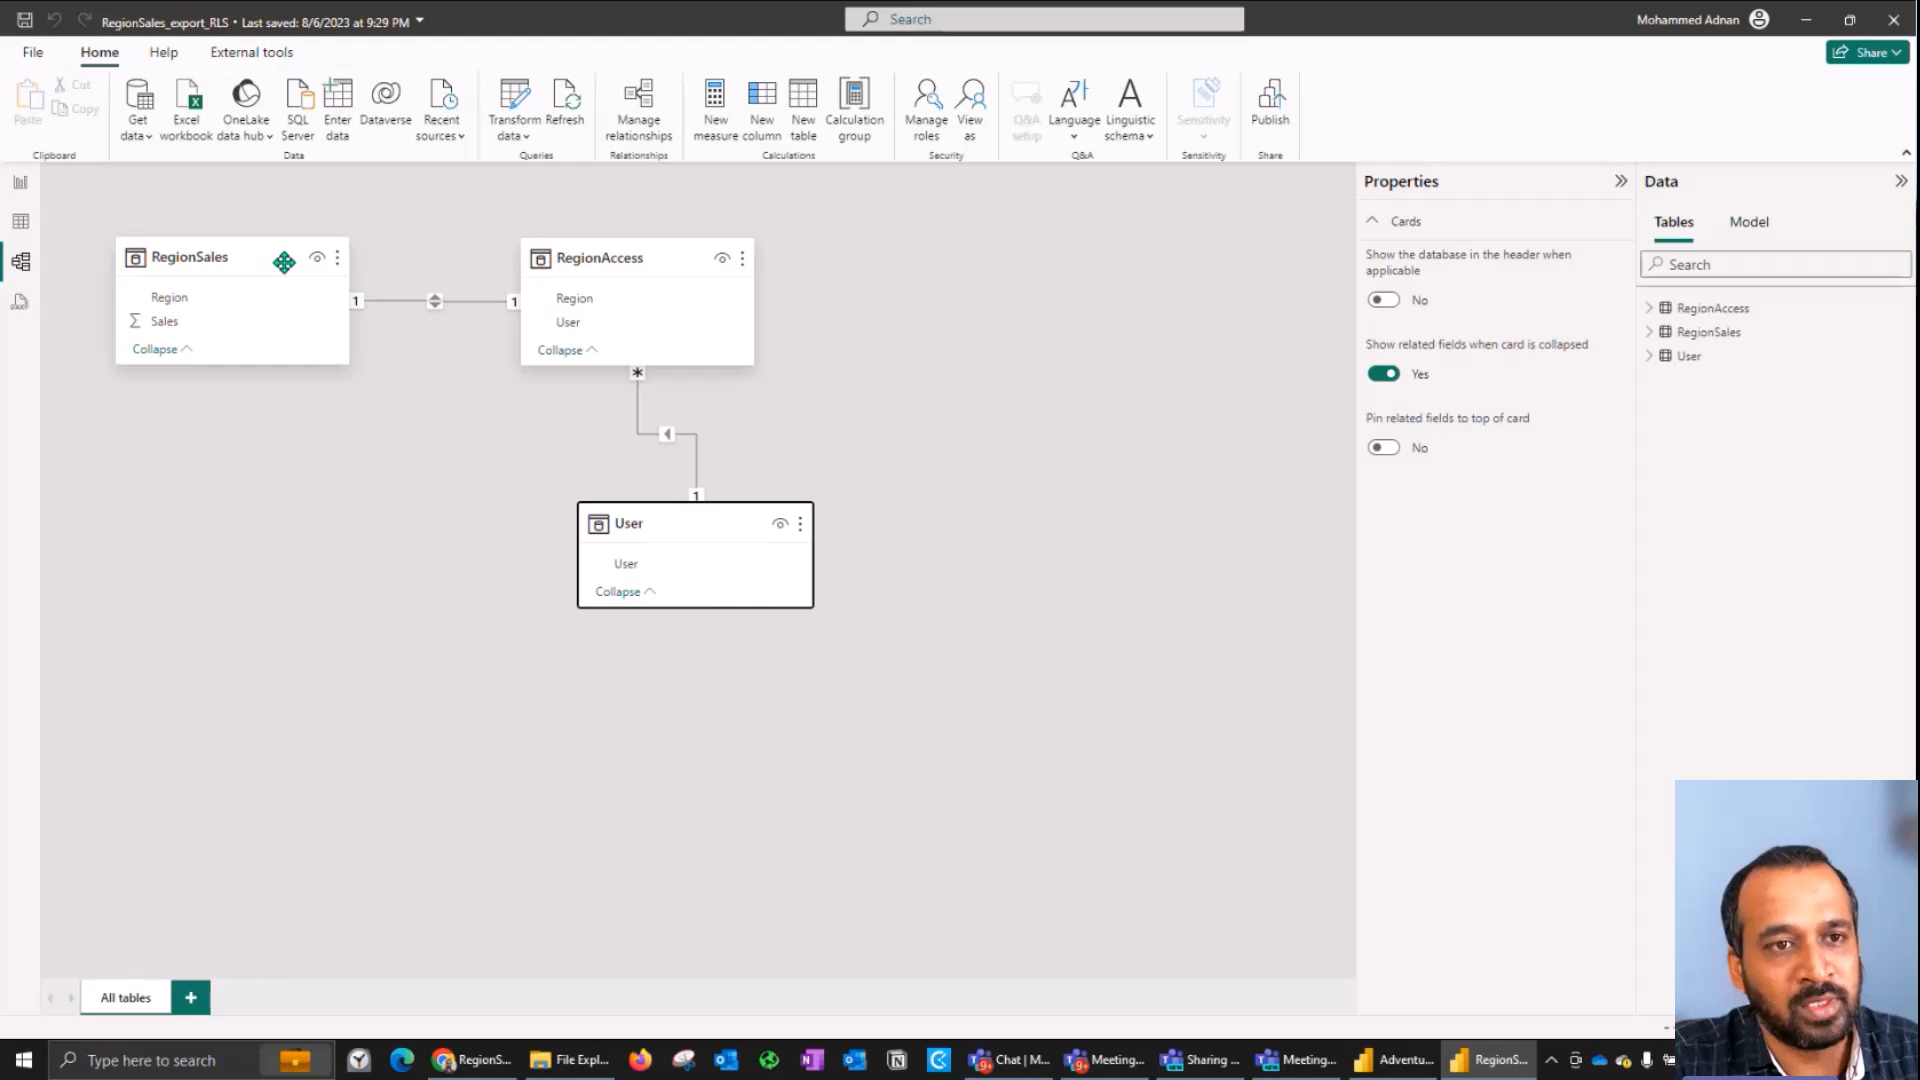 RegionSales_export_RLS • Last saved: 8/6/2023 at 9:29 PM
Search
Mohammed Adnan
File
Home
Help
External tools
Share
Paste
Cut
Copy
Clipboard
Get data
Excel workbook
OneLake data hub
SQL Server
Enter data
Dataverse
Recent sources
Data
Transform data
Refresh
Queries
Manage relationships
Relationships
New measure
New column
New table
Calculation group
Calculations
Manage roles
View as
Security
Q&A setup
Language
Linguistic schema
Q&A
Sensitivity
Sensitivity
Publish
Share
RegionSales
Region
Σ Sales
Collapse
1
1
RegionAccess
Region
User
Collapse
*
1
User
User
Collapse
Properties
Cards
Show the database in the header when
applicable
No
Show related fields when card is collapsed
Yes
Pin related fields to top of card
No
Data
Tables
Model
Search
RegionAccess
RegionSales
User
All tables
+
Type here to search
RegionS...
File Expl...
Chat | M...
Meeting...
Sharing ...
Meeting...
Adventu...
RegionS...